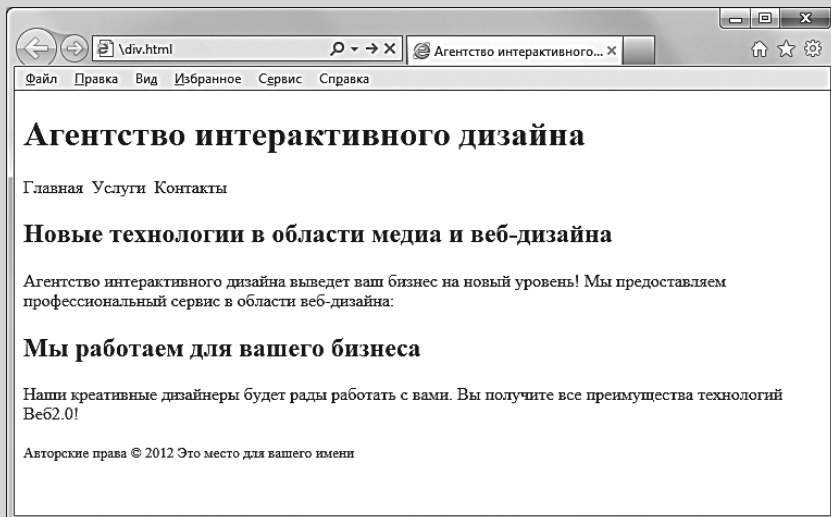 \div.html
Агентство интерактивного...
Файл Правка Вид Избранное Сервис Справка
Агентство интерактивного дизайна
Главная Услуги Контакты
Новые технологии в области медиа и веб-дизайна
Агентство интерактивного дизайна выведет ваш бизнес на новый уровень! Мы предоставляем
профессиональный сервис в области веб-дизайна:
Мы работаем для вашего бизнеса
Наши креативные дизайнеры будет рады работать с вами. Вы получите все преимущества технологий
Веб2.0!
Авторские права © 2012 Это место для вашего имени